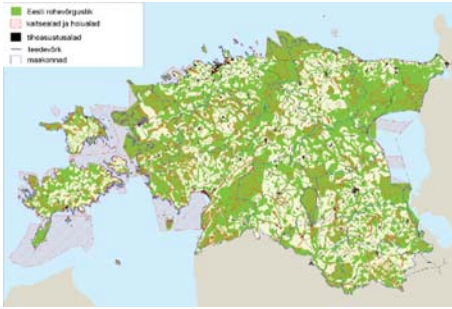 Eesti rohevõrgustik
kaitsealad ja hoiualad
tiheasustusalad
teedevõrk
maakonnad